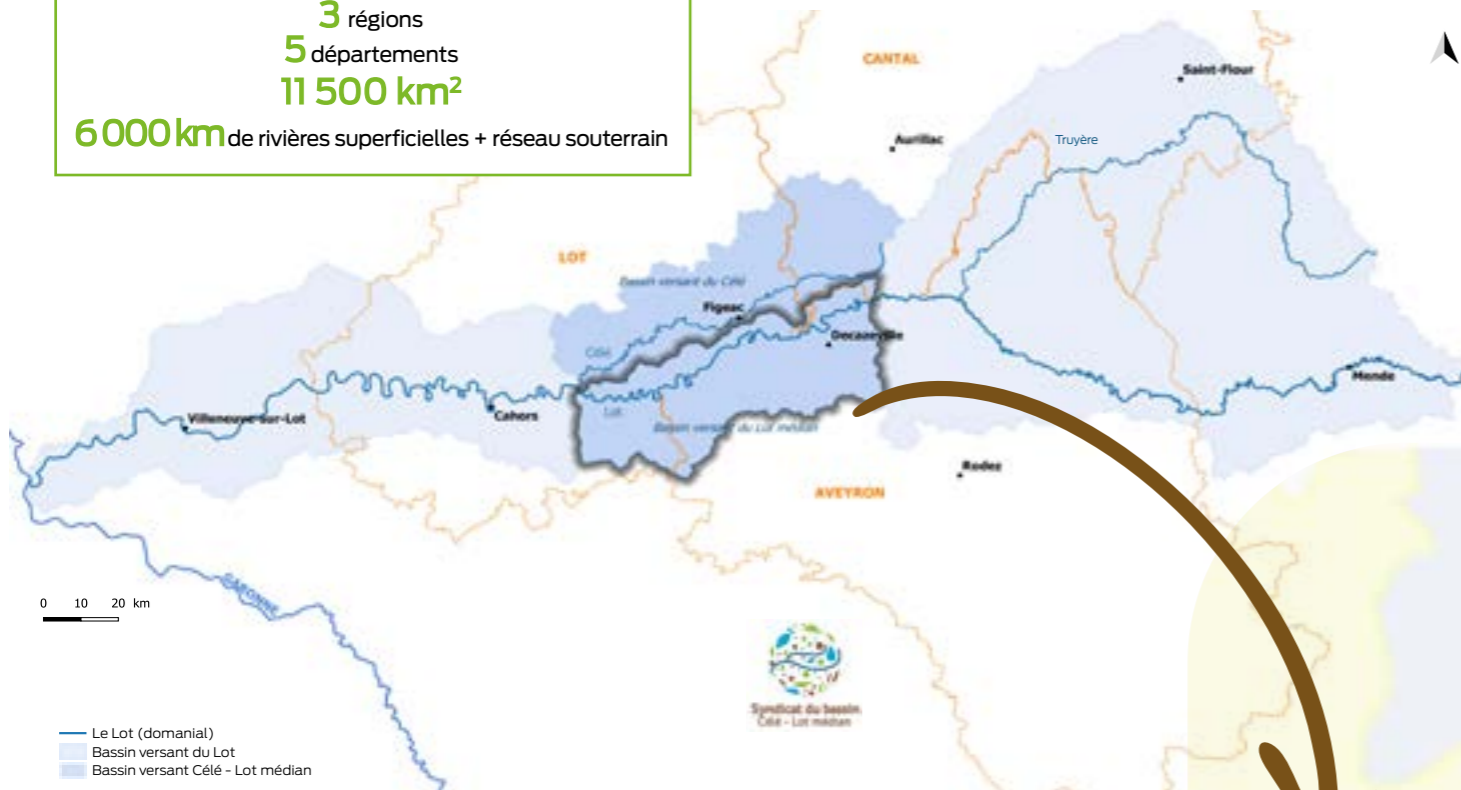 3 régions
5 départements
11 500 km²
6 000 km de rivières superficielles + réseau souterrain
CANTAL
Saint-Flour
Aurillac
Truyère
LOT
Bassin versant du Célé
Figeac
Decazeville
Célé
Mende
Lot
Villeneuve-sur-Lot
Cahors
Bassin versant du Lot médian
Rodez
AVEYRON
GARONNE
0 10 20 km
Syndicat du bassin
Célé - Lot médian
Le Lot (domanial)
Bassin versant du Lot
Bassin versant Célé - Lot médian